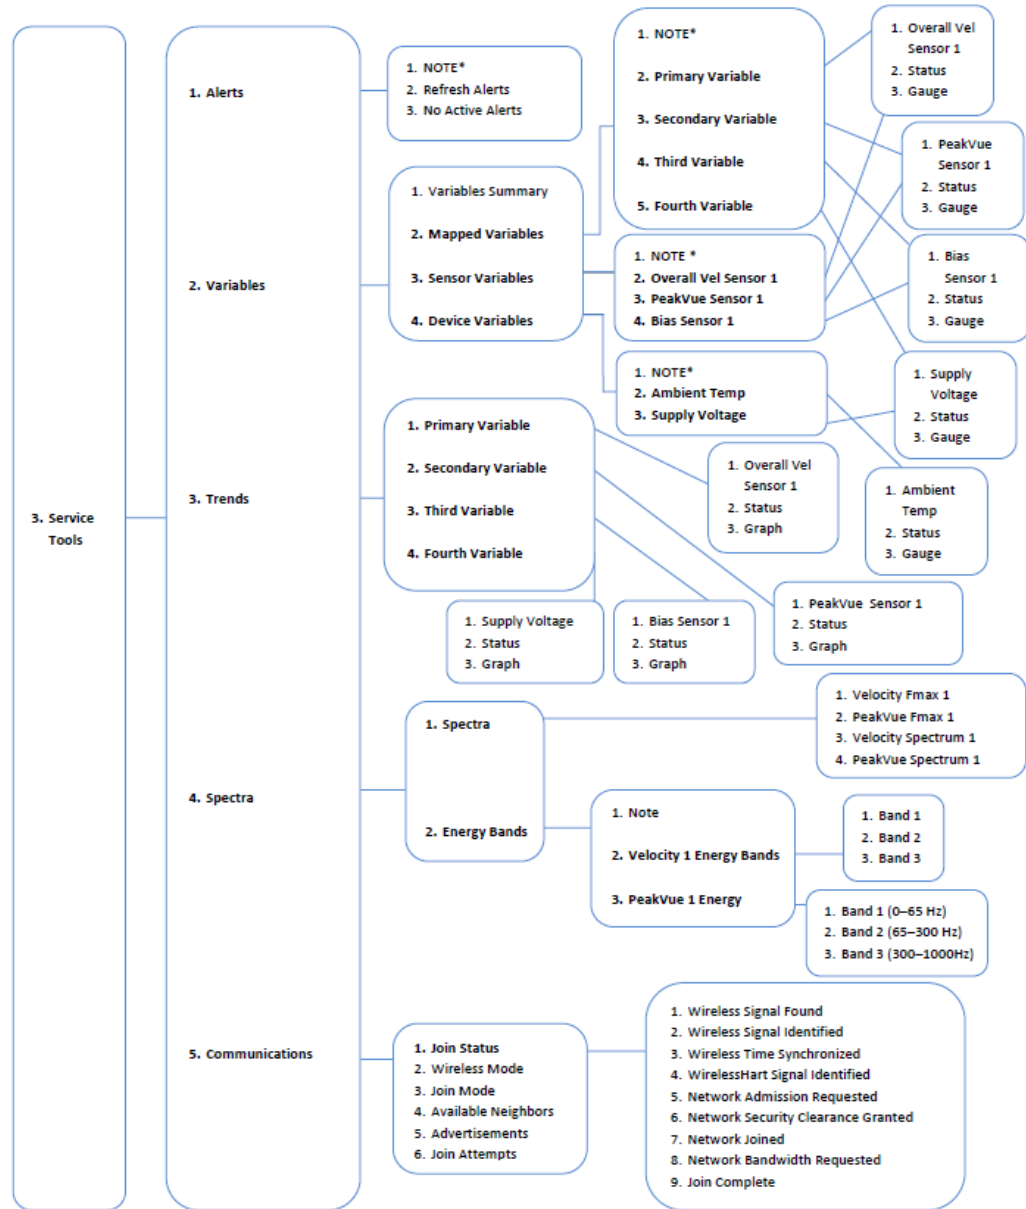 3. Service
Tools
1. Alerts
2. Variables
3. Trends
4. Spectra
5. Communications
1. NOTE*
2. Refresh Alerts
3. No Active Alerts
1. Variables Summary
2. Mapped Variables
3. Sensor Variables
4. Device Variables
1. NOTE*
2. Primary Variable
3. Secondary Variable
4. Third Variable
5. Fourth Variable
1. NOTE *
2. Overall Vel Sensor 1
3. PeakVue Sensor 1
4. Bias Sensor 1
1. NOTE*
2. Ambient Temp
3. Supply Voltage
1. Overall Vel
Sensor 1
2. Status
3. Gauge
1. PeakVue
Sensor 1
2. Status
3. Gauge
1. Bias
Sensor 1
2. Status
3. Gauge
1. Supply
Voltage
2. Status
3. Gauge
1. Ambient
Temp
2. Status
3. Gauge
1. Primary Variable
2. Secondary Variable
3. Third Variable
4. Fourth Variable
1. Overall Vel
Sensor 1
2. Status
3. Graph
1. PeakVue Sensor 1
2. Status
3. Graph
1. Supply Voltage
2. Status
3. Graph
1. Bias Sensor 1
2. Status
3. Graph
1. Spectra
2. Energy Bands
1. Velocity Fmax 1
2. PeakVue Fmax 1
3. Velocity Spectrum 1
4. PeakVue Spectrum 1
1. Note
2. Velocity 1 Energy Bands
3. PeakVue 1 Energy
1. Band 1
2. Band 2
3. Band 3
1. Band 1 (0–65 Hz)
2. Band 2 (65–300 Hz)
3. Band 3 (300–1000Hz)
1. Join Status
2. Wireless Mode
3. Join Mode
4. Available Neighbors
5. Advertisements
6. Join Attempts
1. Wireless Signal Found
2. Wireless Signal Identified
3. Wireless Time Synchronized
4. WirelessHart Signal Identified
5. Network Admission Requested
6. Network Security Clearance Granted
7. Network Joined
8. Network Bandwidth Requested
9. Join Complete